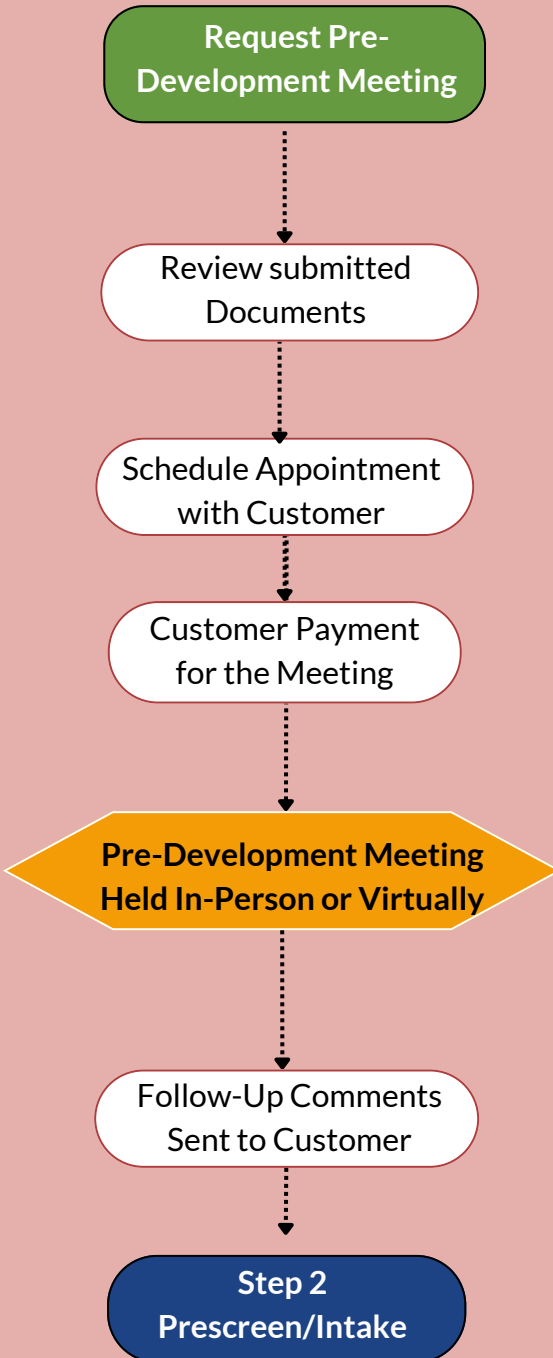 Request Pre-
Development Meeting
Review submitted
Documents
Schedule Appointment
with Customer
Customer Payment
for the Meeting
Pre-Development Meeting
Held In-Person or Virtually
Follow-Up Comments
Sent to Customer
Step 2
Prescreen/Intake